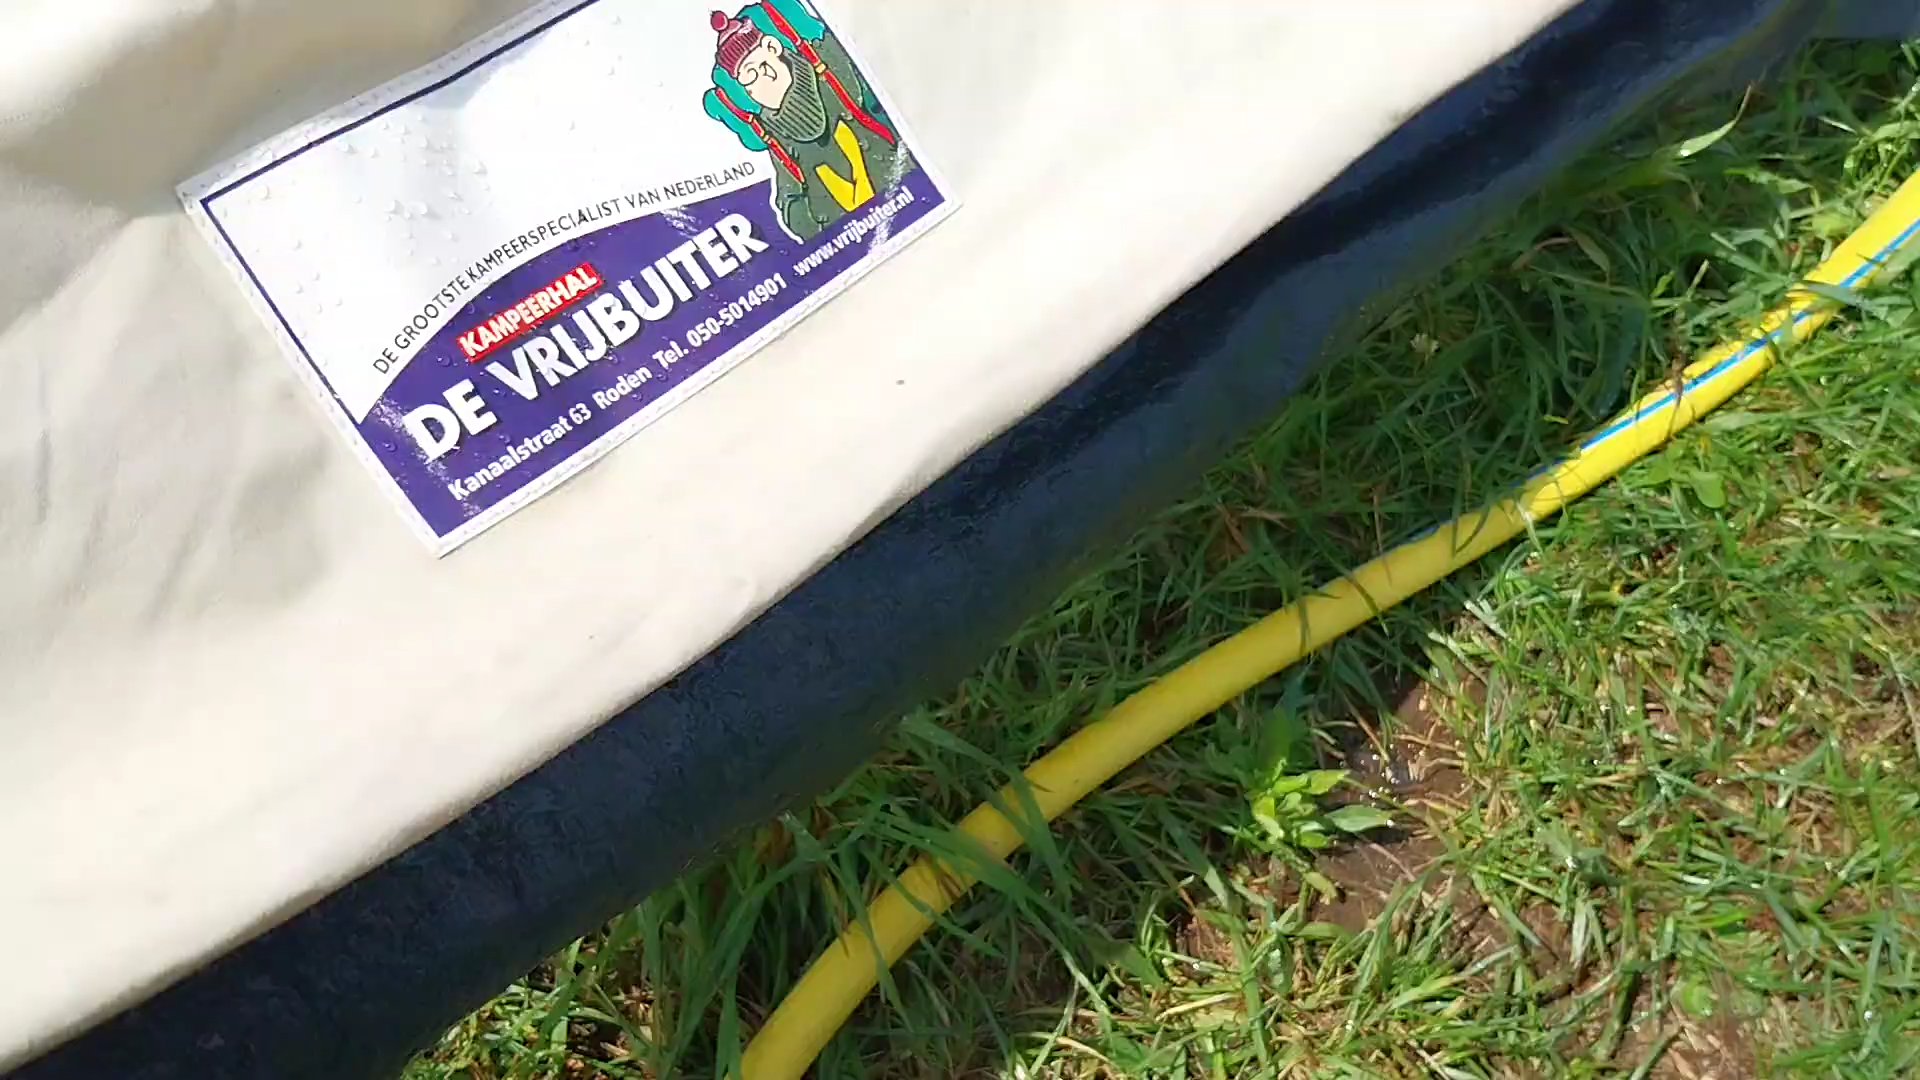 DE GROOTSTE KAMPEERSPECIALIST VAN NEDERLAND
KAMPEERHAL
DE VRIJBUITER
Kanaalstraat 63 Roden Tel. 050-5014901 www.vrijbuiter.nl